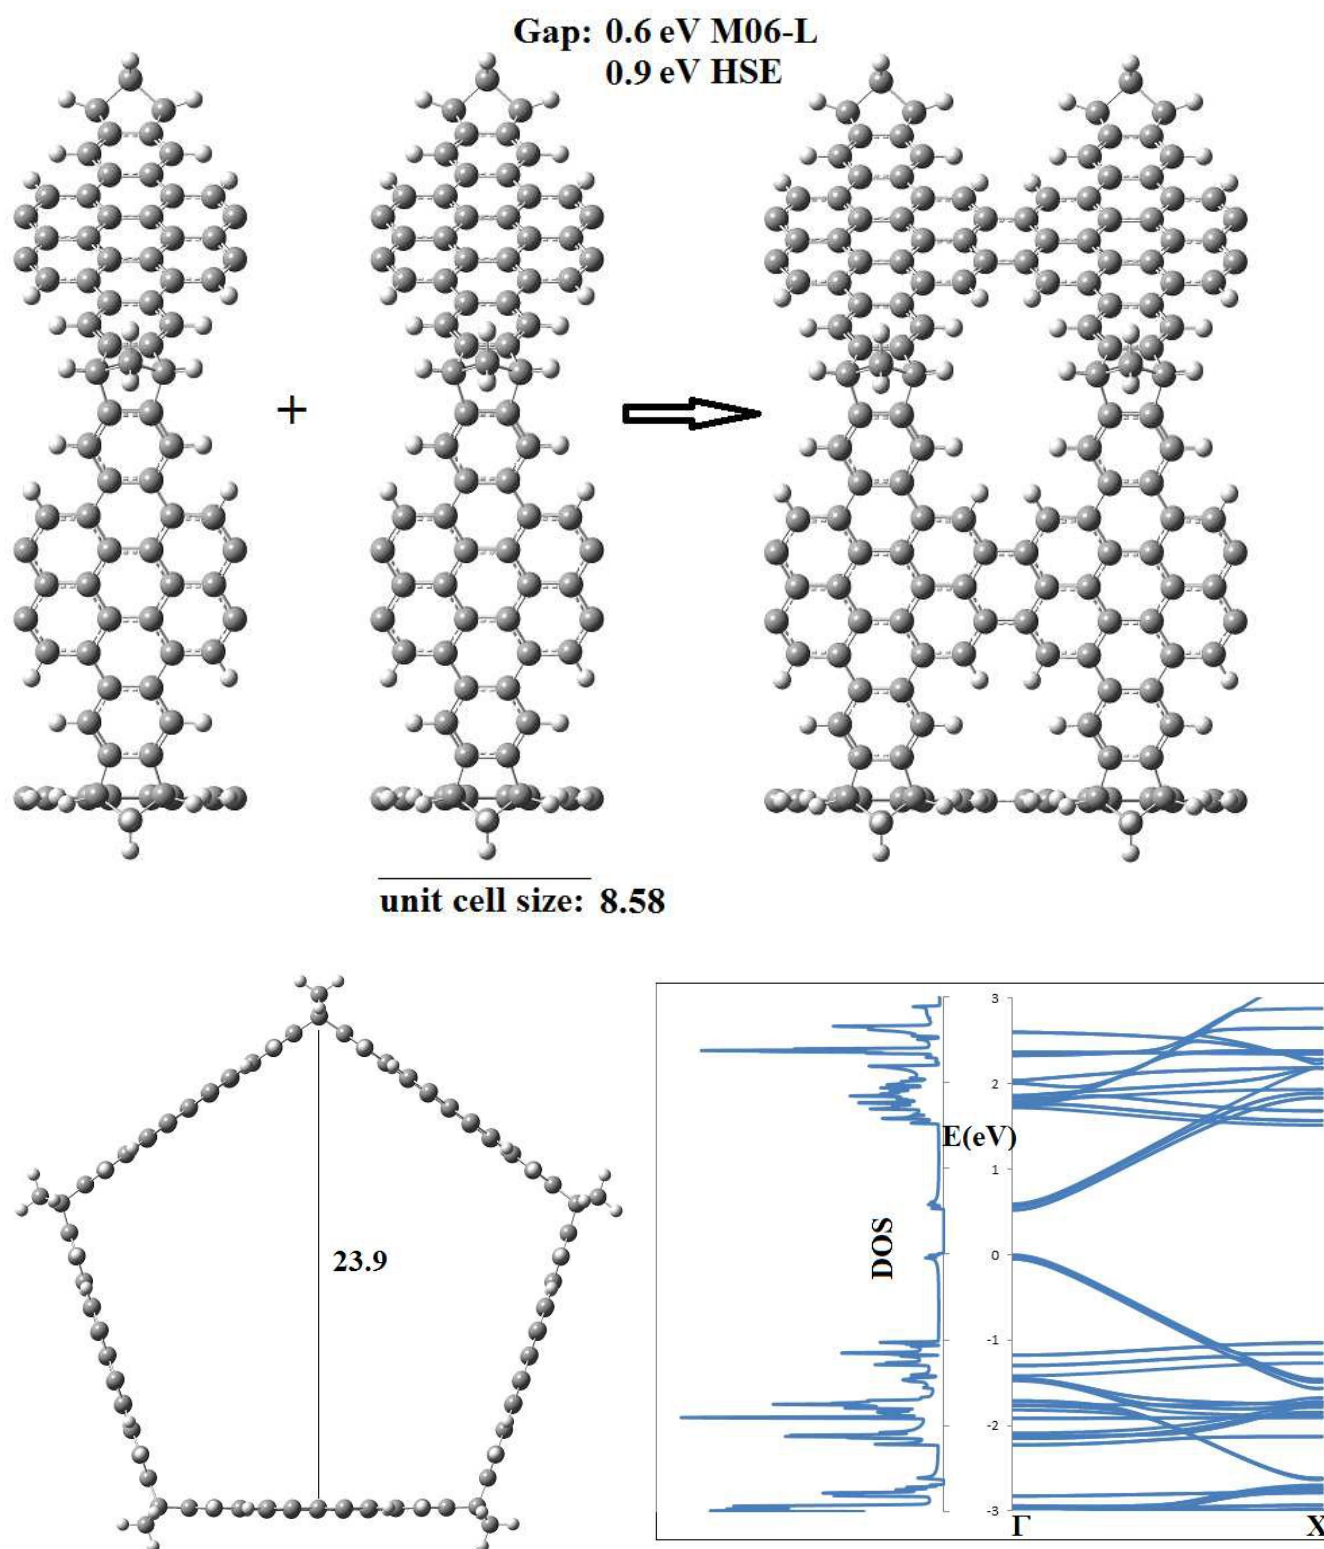 Gap: 0.6 eV M06-L
0.9 eV HSE
+
unit cell size: 8.58
23.9
DOS
E(eV)
3
2
1
0
-1
-2
-3
Γ
X